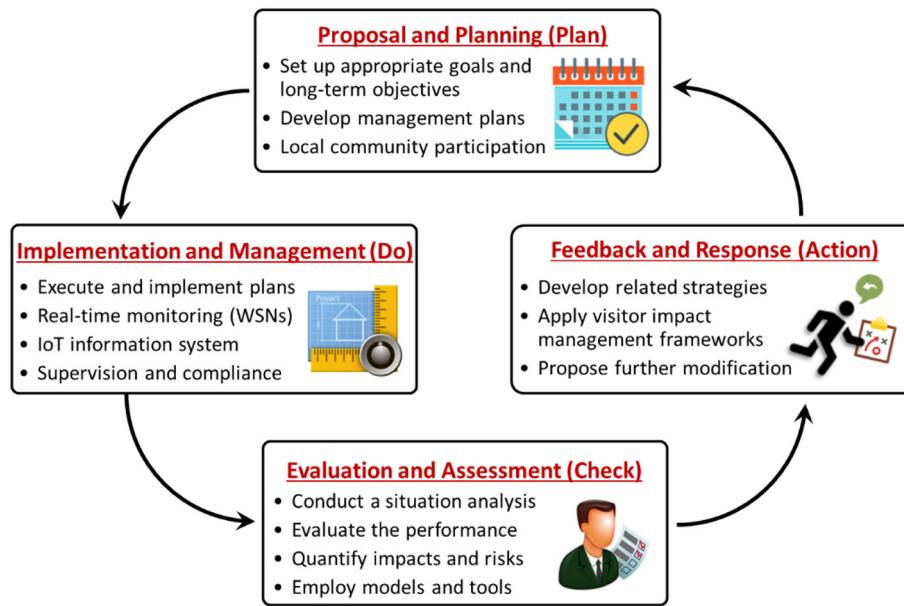 Proposal and Planning (Plan)
• Set up appropriate goals and
long-term objectives
• Develop management plans
• Local community participation
Implementation and Management (Do)
• Execute and implement plans
• Real-time monitoring (WSNs)
• IoT information system
• Supervision and compliance
Project
Evaluation and Assessment (Check)
• Conduct a situation analysis
• Evaluate the performance
• Quantify impacts and risks
• Employ models and tools
Feedback and Response (Action)
• Develop related strategies
• Apply visitor impact
management frameworks
• Propose further modification